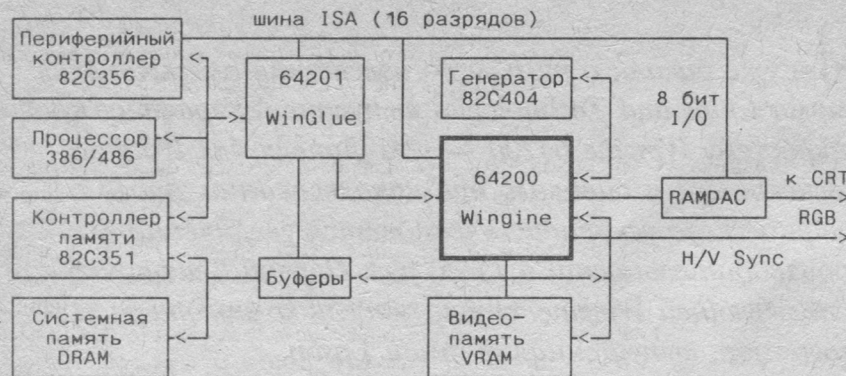 шина ISA (16 разрядов)
Периферийный
контроллер
82C356
64201
WinGlue
Генератор
82C404
8 бит
I/O
Процессор
386/486
64200
Wingine
RAMDAC
к CRT
RGB
H/V Sync
Контроллер
памяти
82C351
Буферы
Системная
память
DRAM
Видео-
память
VRAM